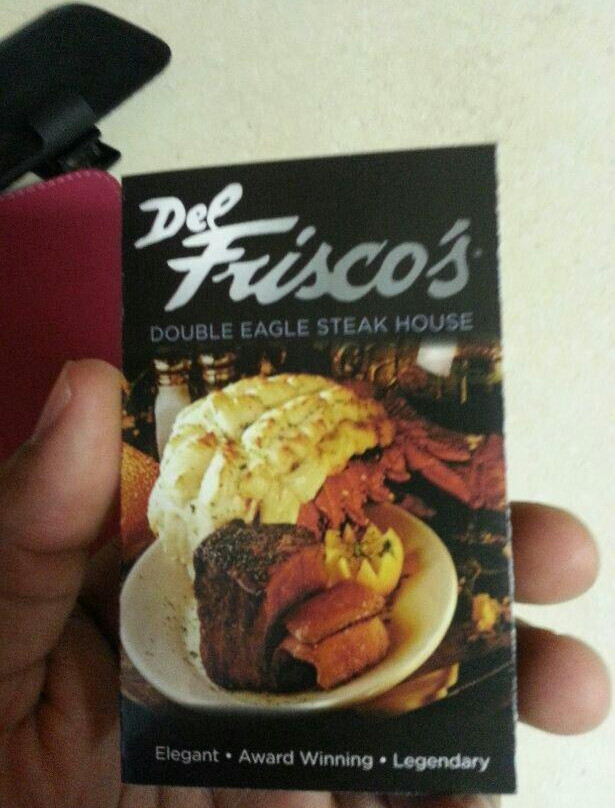 Del
Frisco's
DOUBLE EAGLE STEAK HOUSE
Elegant • Award Winning • Legendary